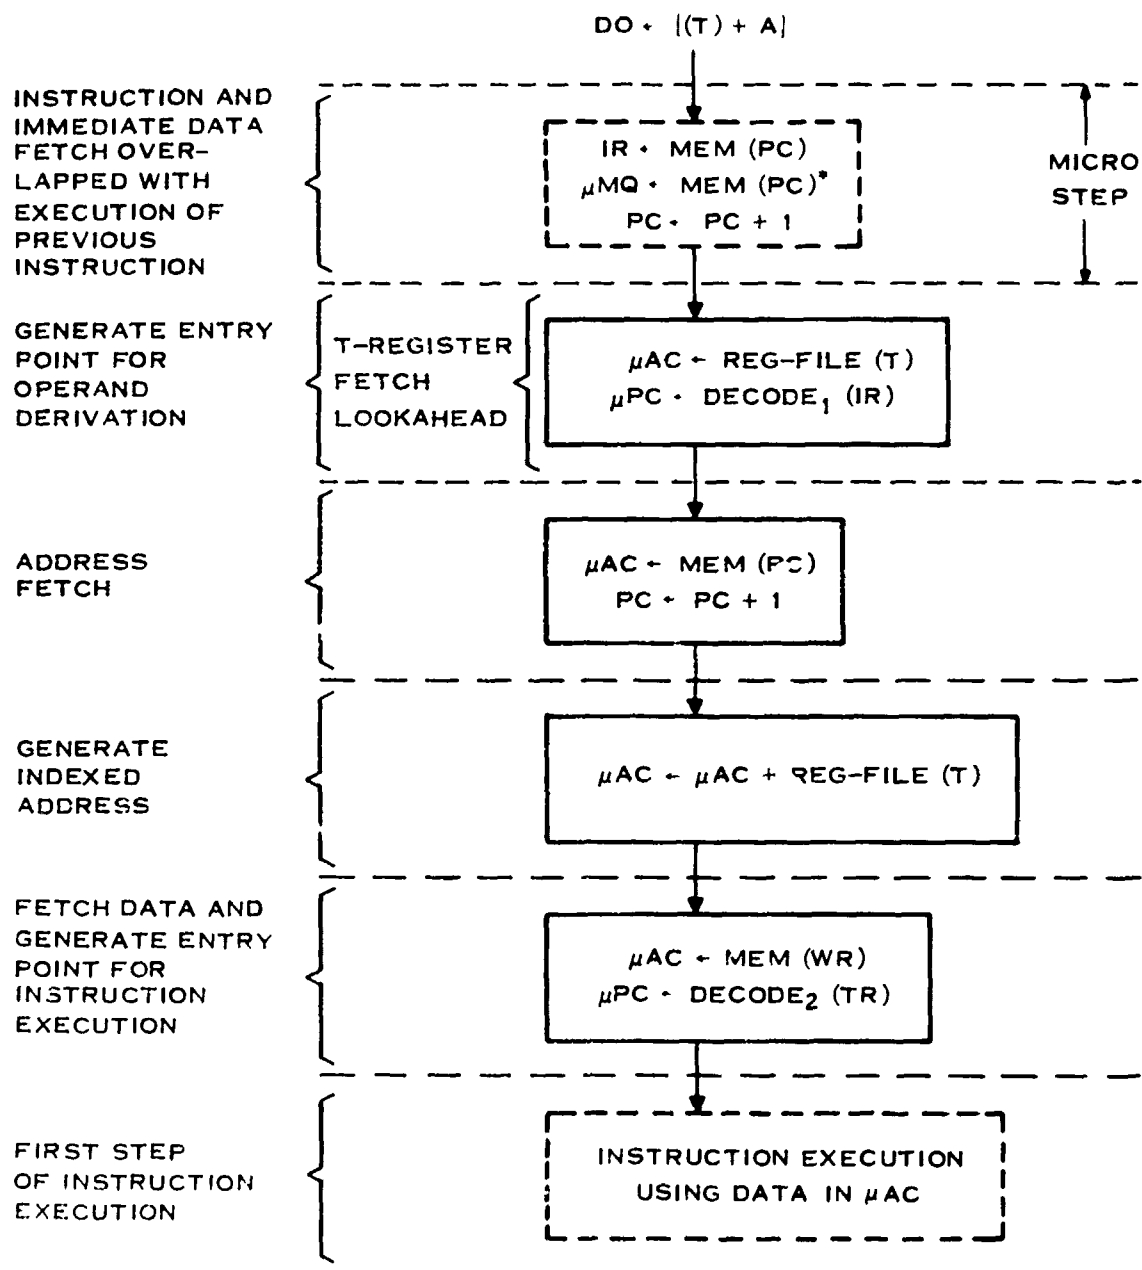 DO ← [(T) + A]
INSTRUCTION AND
IMMEDIATE DATA
FETCH OVER-
LAPPED WITH
EXECUTION OF
PREVIOUS
INSTRUCTION
IR ← MEM (PC)
μMQ ← MEM (PC)*
PC ← PC + 1
MICRO
STEP
GENERATE ENTRY
POINT FOR
OPERAND
DERIVATION
T-REGISTER
FETCH
LOOKAHEAD
μAC ← REG-FILE (T)
μPC ← DECODE₁ (IR)
ADDRESS
FETCH
μAC ← MEM (PC)
PC ← PC + 1
GENERATE
INDEXED
ADDRESS
μAC ← μAC + REG-FILE (T)
FETCH DATA AND
GENERATE ENTRY
POINT FOR
INSTRUCTION
EXECUTION
μAC ← MEM (WR)
μPC ← DECODE₂ (TR)
FIRST STEP
OF INSTRUCTION
EXECUTION
INSTRUCTION EXECUTION
USING DATA IN μAC